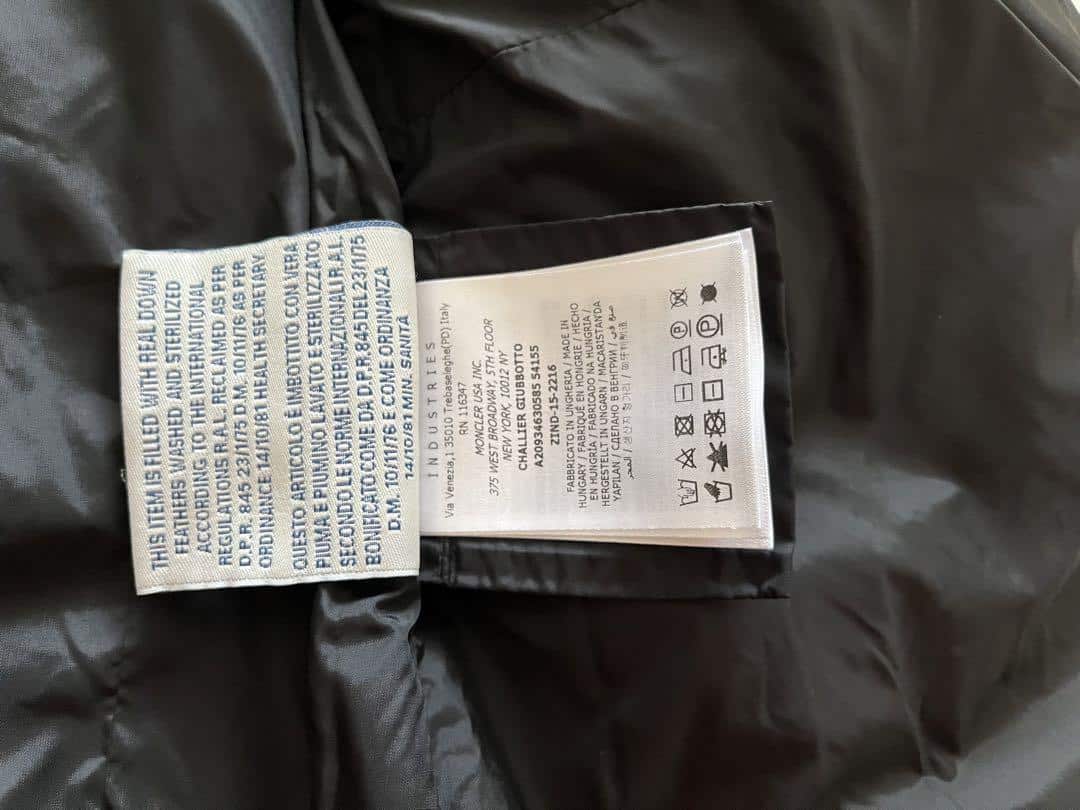 THIS ITEM IS FILLED WITH REAL DOWN
FEATHERS WASHED AND STERILIZED
ACCORDING TO THE INTERNATIONAL
REGULATIONS R.A.L. RECLAIMED AS PER
D.P.R. 845 23/1/75 D.M. 10/11/76 AS PER
ORDINANCE 14/10/81 HEALTH SECRETARY.
QUESTO ARTICOLO È IMBOTTITO CON VERA
PIUMA E PIUMINO LAVATO E STERILIZZATO
SECONDO LE NORME INTERNAZIONALI R.A.L.
BONIFICATO COME DA D.P.R. 845 DEL 23/1/75
D.M. 10/11/76 E COME ORDINANZA
14/10/81 MIN. SANITA'
INDUSTRIES
Via Venezia,1 35010 Trebaseleghe(PD) Italy
RN 116347
MONCLER USA INC.
375 WEST BROADWAY, 5TH FLOOR
NEW YORK, 10012 NY
CHALLIER GIUBBOTTO
A20934630585 54155
ZIND-15-2216
FABBRICATO IN UNGHERIA / MADE IN
HUNGARY / FABRIQUÉ EN HONGRIE / HECHO
EN HUNGRÍA / FABRICADO NA HUNGRIA /
HERGESTELLT IN UNGARN / MACARISTAN'DA
YAPILAN / СДЕЛАНО В ВЕНГРИИ / صنع في
المجر